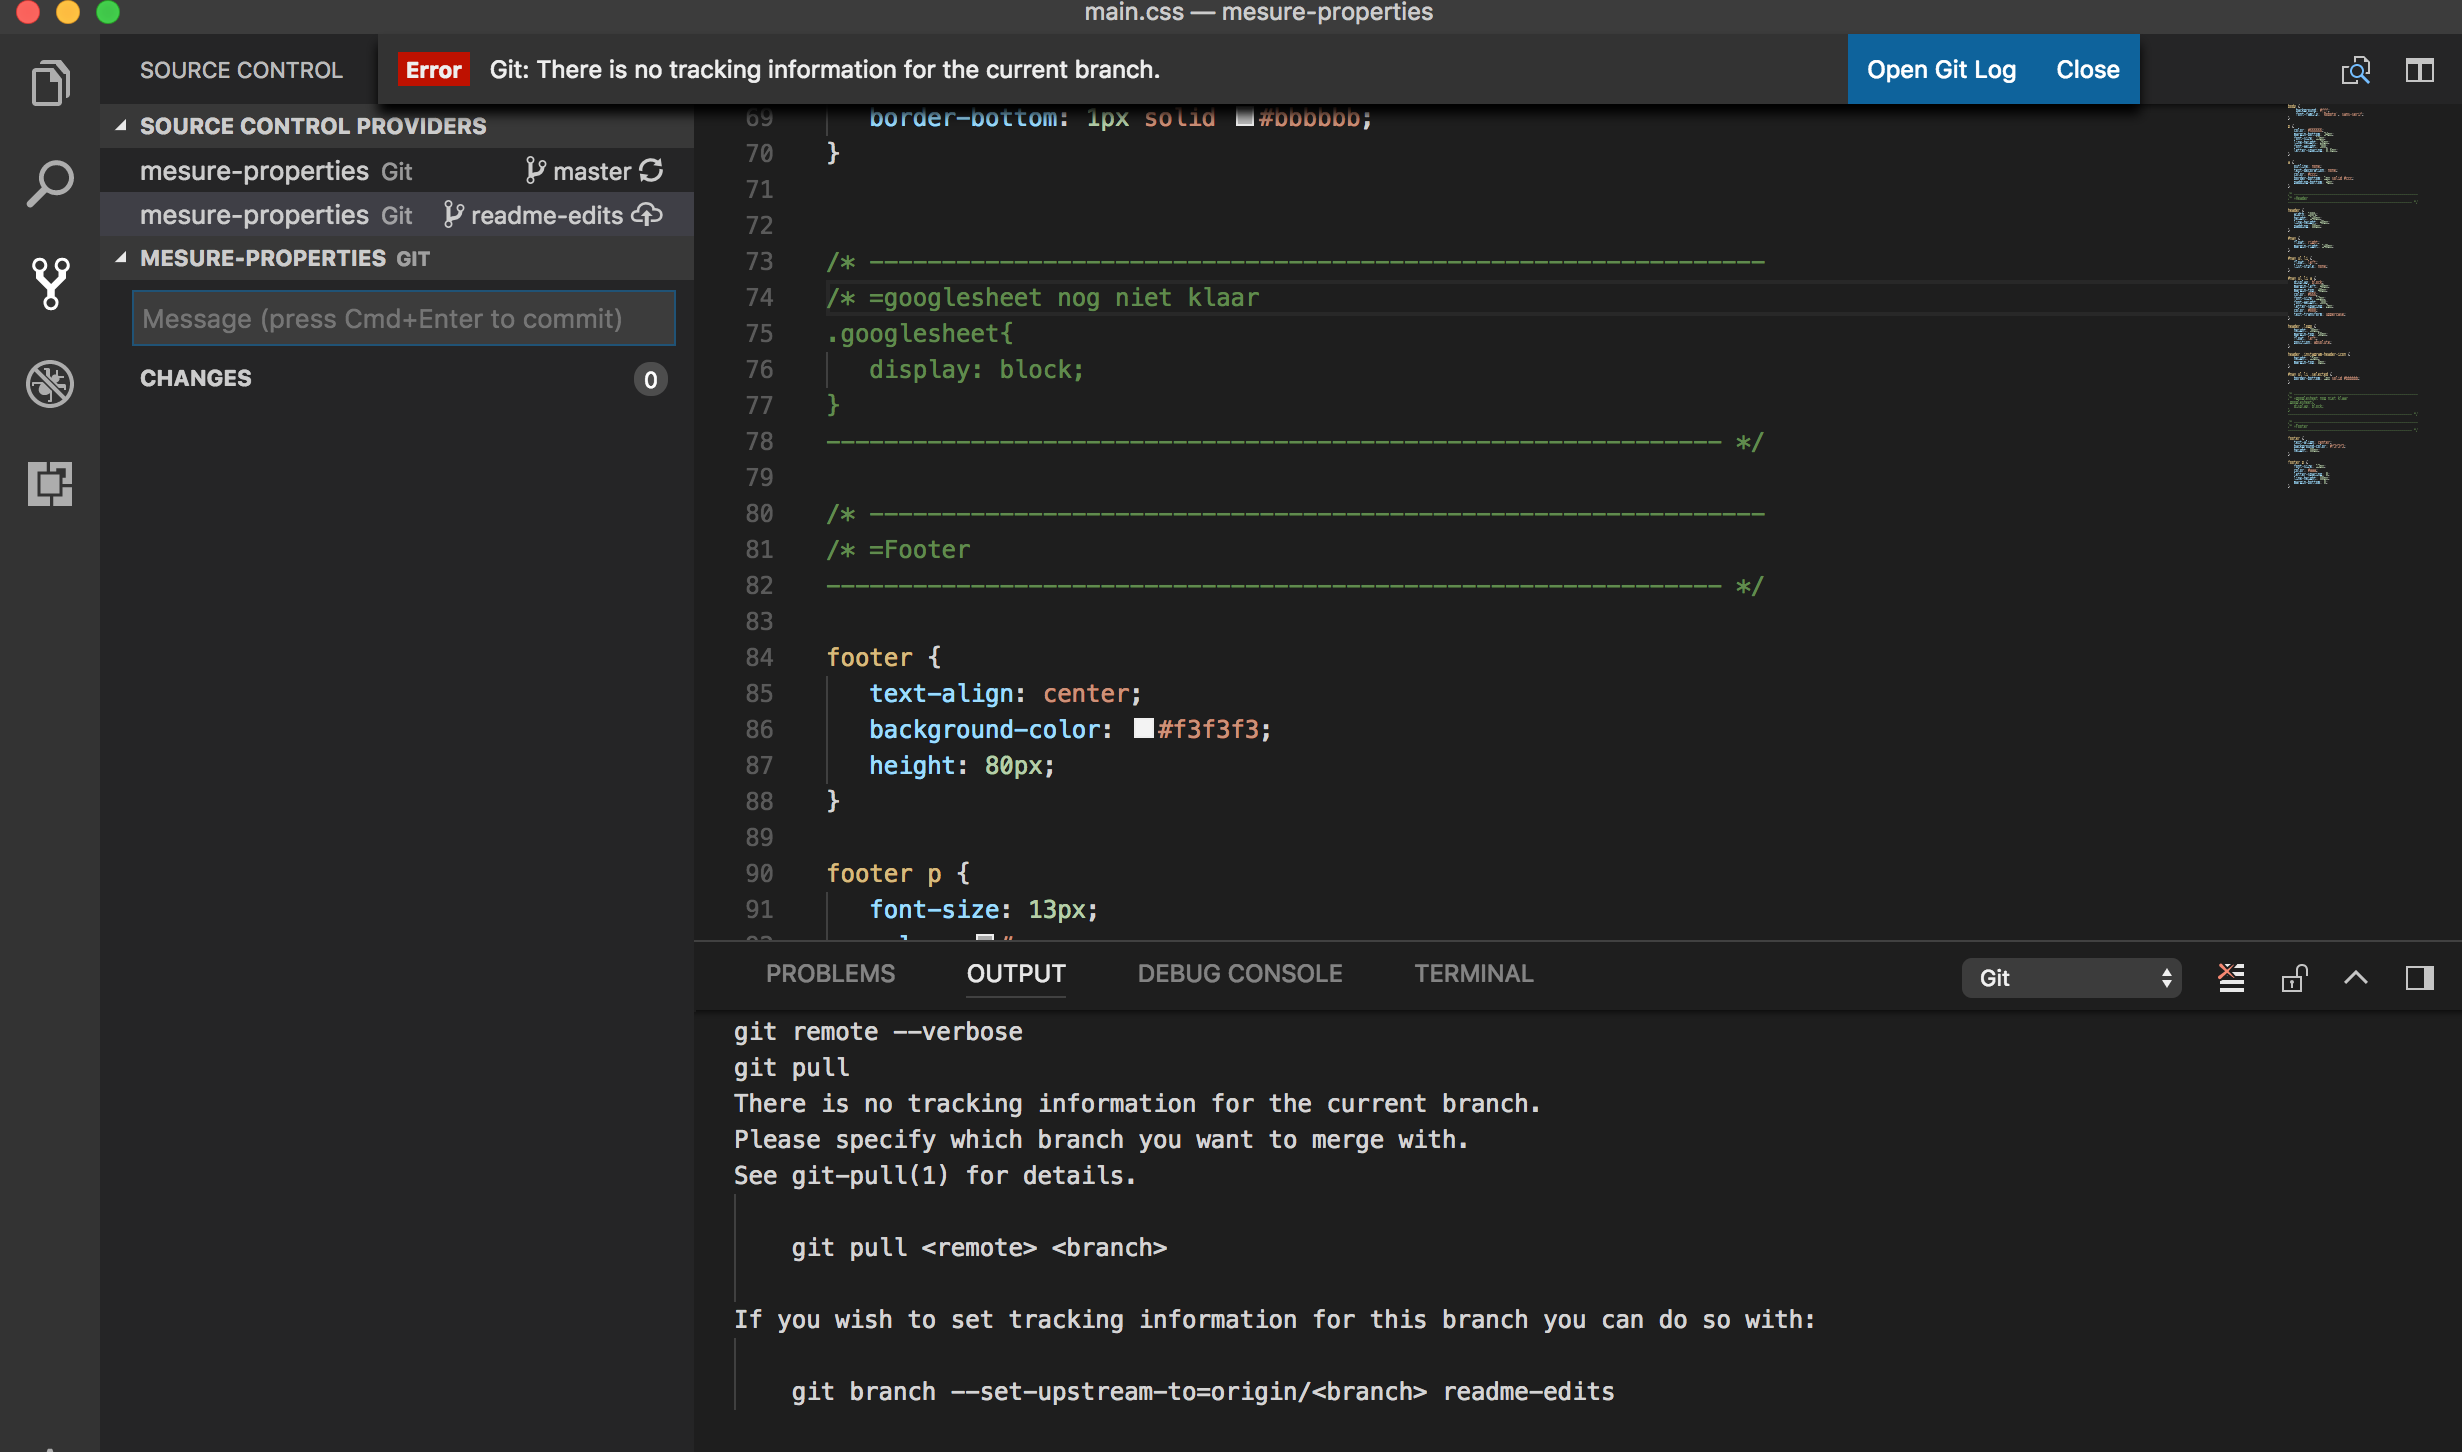 main.css — mesure-properties
SOURCE CONTROL
Error Git: There is no tracking information for the current branch. Open Git Log Close
SOURCE CONTROL PROVIDERS
mesure-properties Git master
mesure-properties Git readme-edits
MESURE-PROPERTIES GIT
Message (press Cmd+Enter to commit)
CHANGES 0
69 border-bottom: 1px solid #bbbbbb;
70 }
71
72
73 /* --------------------------------------------------------------
74 /* =googlesheet nog niet klaar
75 .googlesheet{
76 display: block;
77 }
78 -------------------------------------------------------------- */
79
80 /* --------------------------------------------------------------
81 /* =Footer
82 -------------------------------------------------------------- */
83
84 footer {
85 text-align: center;
86 background-color: #f3f3f3;
87 height: 80px;
88 }
89
90 footer p {
91 font-size: 13px;
PROBLEMS OUTPUT DEBUG CONSOLE TERMINAL Git
git remote --verbose
git pull
There is no tracking information for the current branch.
Please specify which branch you want to merge with.
See git-pull(1) for details.
git pull <remote> <branch>
If you wish to set tracking information for this branch you can do so with:
git branch --set-upstream-to=origin/<branch> readme-edits